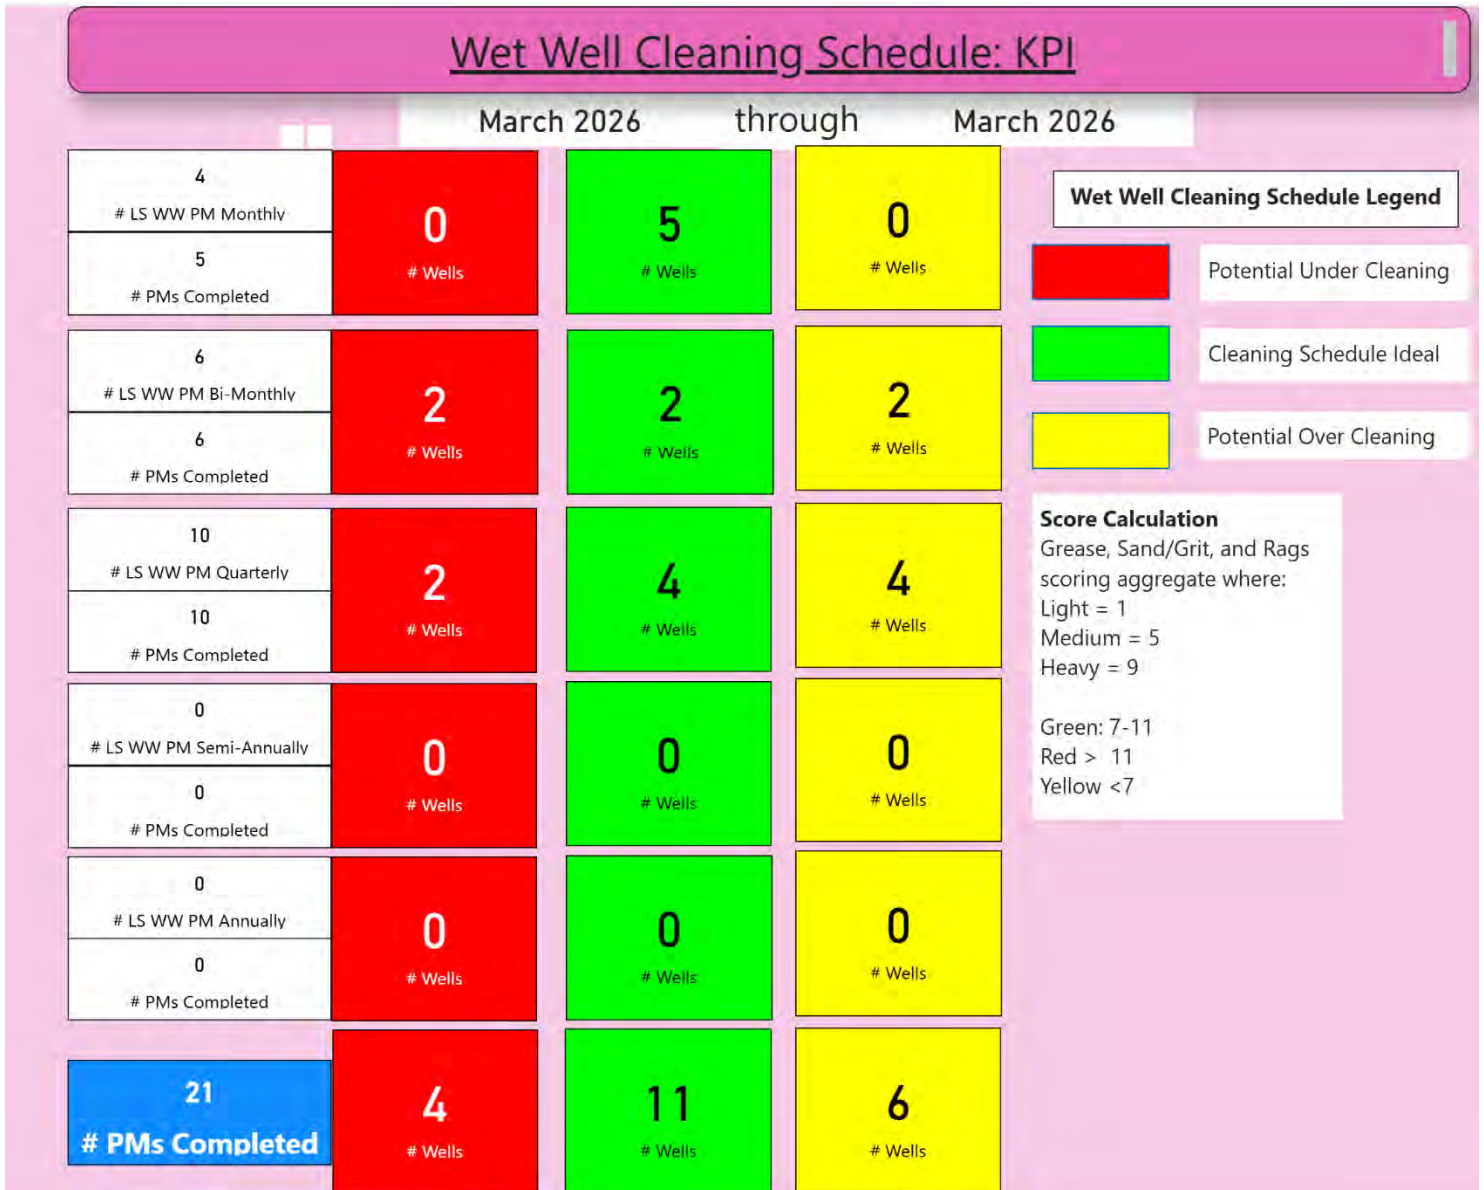 Wet Well Cleaning Schedule: KPI
March 2026 through March 2026
4
# LS WW PM Monthly
5
# PMs Completed
0
# Wells
5
# Wells
0
# Wells
6
# LS WW PM Bi-Monthly
6
# PMs Completed
2
# Wells
2
# Wells
2
# Wells
10
# LS WW PM Quarterly
10
# PMs Completed
2
# Wells
4
# Wells
4
# Wells
0
# LS WW PM Semi-Annually
0
# PMs Completed
0
# Wells
0
# Wells
0
# Wells
0
# LS WW PM Annually
0
# PMs Completed
0
# Wells
0
# Wells
0
# Wells
21
# PMs Completed
4
# Wells
11
# Wells
6
# Wells
Wet Well Cleaning Schedule Legend
Potential Under Cleaning
Cleaning Schedule Ideal
Potential Over Cleaning
Score Calculation
Grease, Sand/Grit, and Rags
scoring aggregate where:
Light = 1
Medium = 5
Heavy = 9
Green: 7-11
Red > 11
Yellow <7